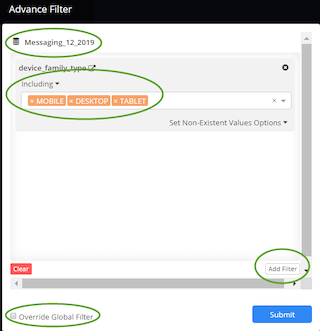 Advance Filter
Messaging_12_2019
device_family_type
Including
× MOBILE × DESKTOP × TABLET ×
Set Non-Existent Values Options
Clear
Add Filter
Override Global Filter
Submit